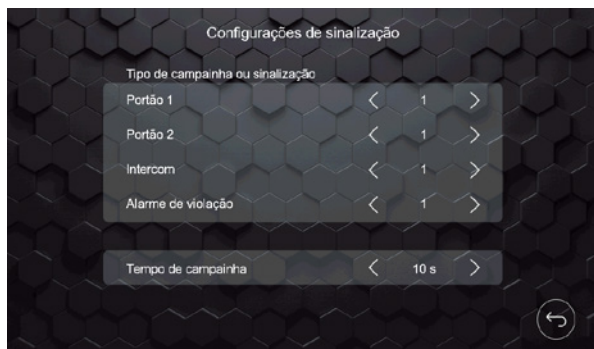 Configurações de sinalização
Tipo de campainha ou sinalização
Portão 1 < 1 >
Portão 2 < 1 >
Intercom < 1 >
Alarme de violação < 1 >
Tempo de campainha < 10 s >